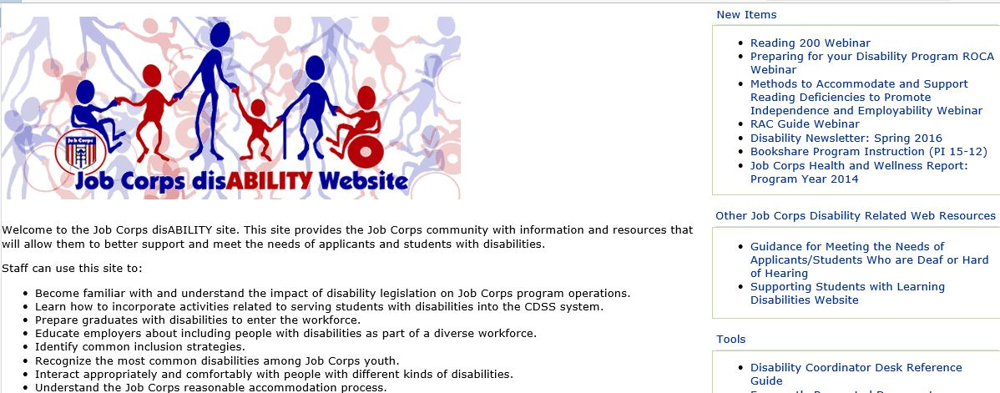 Job Corps
Job Corps disABILITY Website
Welcome to the Job Corps disABILITY site. This site provides the Job Corps community with information and resources that
will allow them to better support and meet the needs of applicants and students with disabilities.
Staff can use this site to:
• Become familiar with and understand the impact of disability legislation on Job Corps program operations.
• Learn how to incorporate activities related to serving students with disabilities into the CDSS system.
• Prepare graduates with disabilities to enter the workforce.
• Educate employers about including people with disabilities as part of a diverse workforce.
• Identify common inclusion strategies.
• Recognize the most common disabilities among Job Corps youth.
• Interact appropriately and comfortably with people with different kinds of disabilities.
• Understand the Job Corps reasonable accommodation process.
New Items
• Reading 200 Webinar
• Preparing for your Disability Program ROCA
Webinar
• Methods to Accommodate and Support
Reading Deficiencies to Promote
Independence and Employability Webinar
• RAC Guide Webinar
• Disability Newsletter: Spring 2016
• Bookshare Program Instruction (PI 15-12)
• Job Corps Health and Wellness Report:
Program Year 2014
Other Job Corps Disability Related Web Resources
• Guidance for Meeting the Needs of
Applicants/Students Who are Deaf or Hard
of Hearing
• Supporting Students with Learning
Disabilities Website
Tools
• Disability Coordinator Desk Reference
Guide